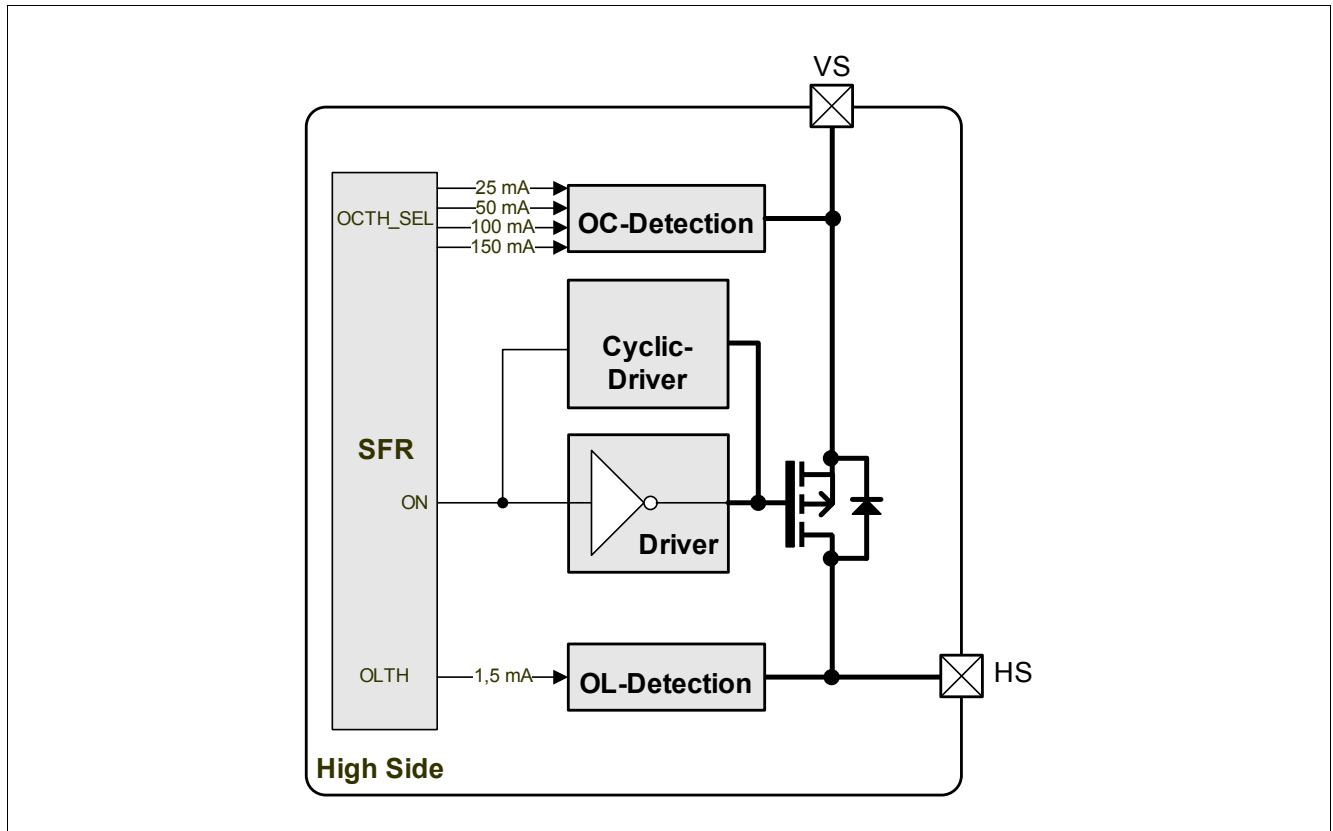 VS
25 mA
50 mA
100 mA
150 mA
OCTH_SEL
OC-Detection
Cyclic-
Driver
SFR
ON
Driver
OLTH
1,5 mA
OL-Detection
HS
High Side